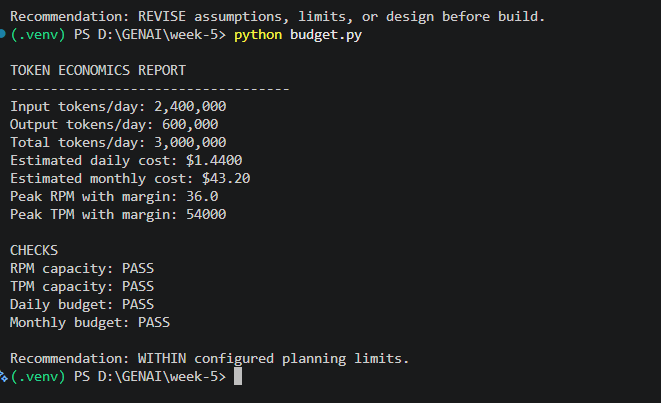 Recommendation: REVISE assumptions, limits, or design before build.
(.venv) PS D:\GENAI\week-5> python budget.py
TOKEN ECONOMICS REPORT
-----------------------------------
Input tokens/day: 2,400,000
Output tokens/day: 600,000
Total tokens/day: 3,000,000
Estimated daily cost: $1.4400
Estimated monthly cost: $43.20
Peak RPM with margin: 36.0
Peak TPM with margin: 54000
CHECKS
RPM capacity: PASS
TPM capacity: PASS
Daily budget: PASS
Monthly budget: PASS
Recommendation: WITHIN configured planning limits.
(.venv) PS D:\GENAI\week-5>